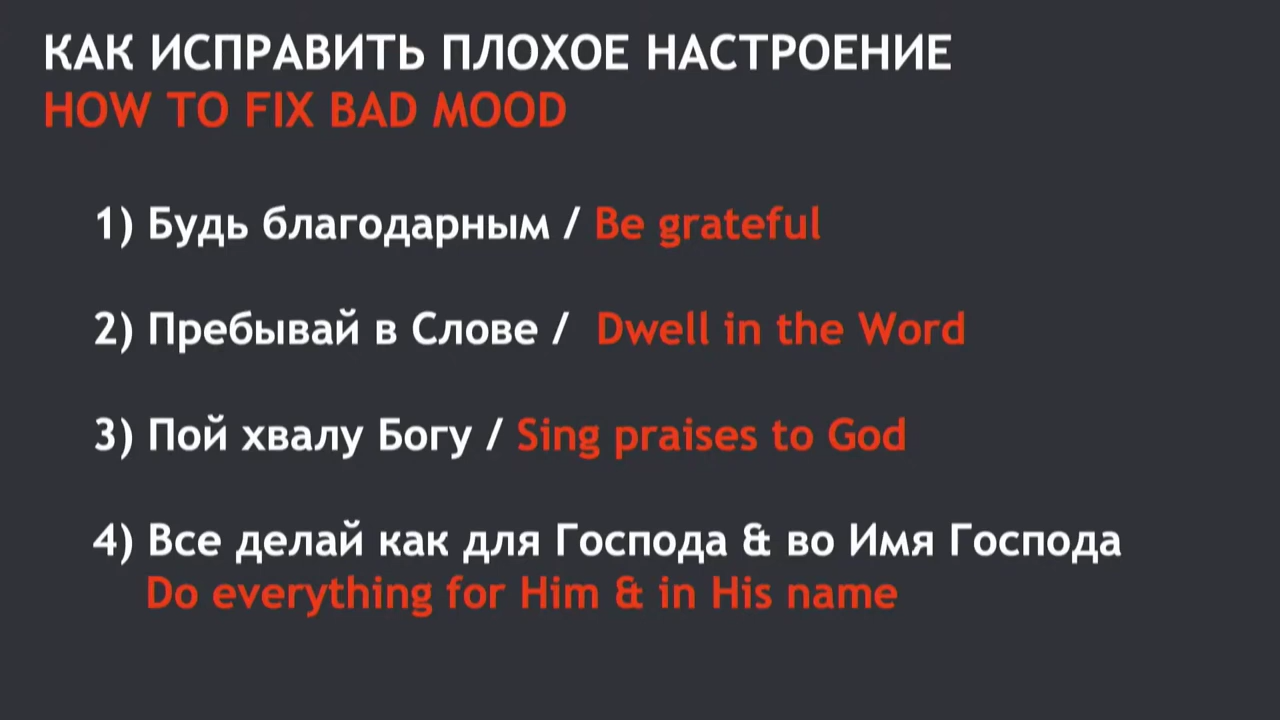 КАК ИСПРАВИТЬ ПЛОХОЕ НАСТРОЕНИЕ
HOW TO FIX BAD MOOD
1) Будь благодарным / Be grateful
2) Пребывай в Слове / Dwell in the Word
3) Пой хвалу Богу / Sing praises to God
4) Все делай как для Господа & во Имя Господа
Do everything for Him & in His name